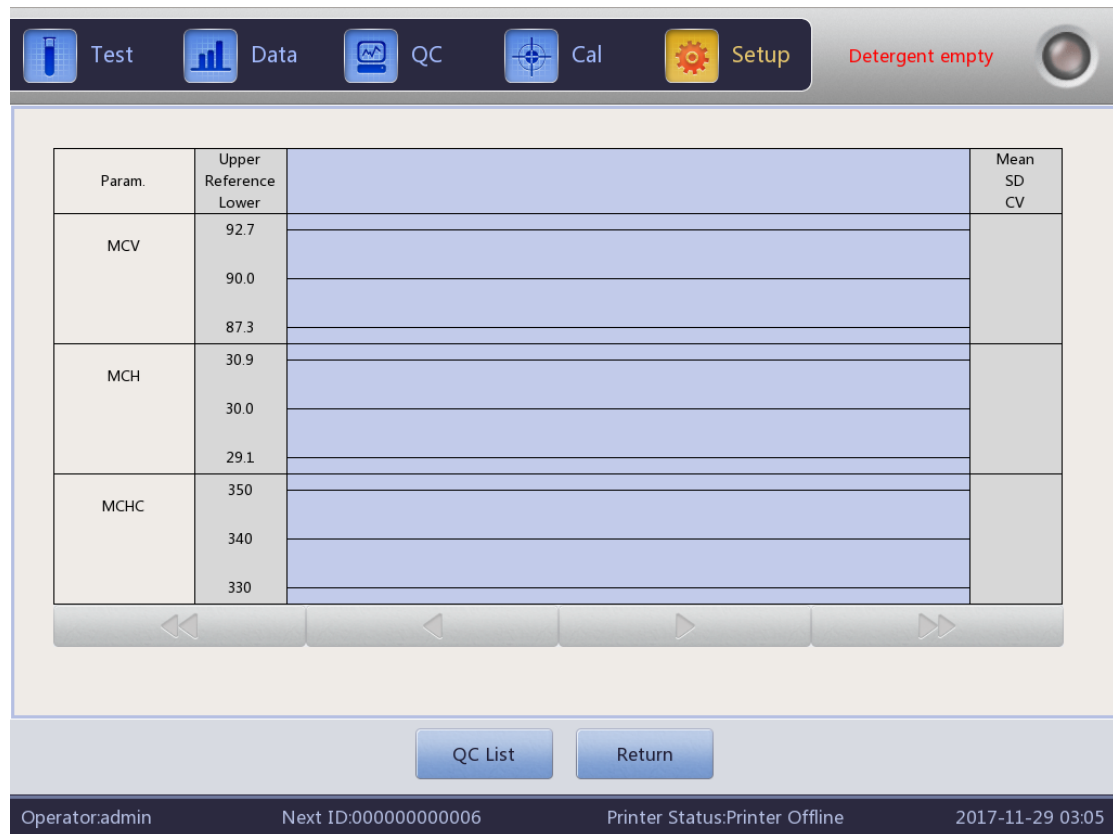 Test Data QC Cal Setup Detergent empty
Param.
Upper
Reference
Lower
Mean
SD
CV
MCV
92.7
90.0
87.3
MCH
30.9
30.0
29.1
MCHC
350
340
330
QC List Return
Operator:admin Next ID:000000000006 Printer Status:Printer Offline 2017-11-29 03:05